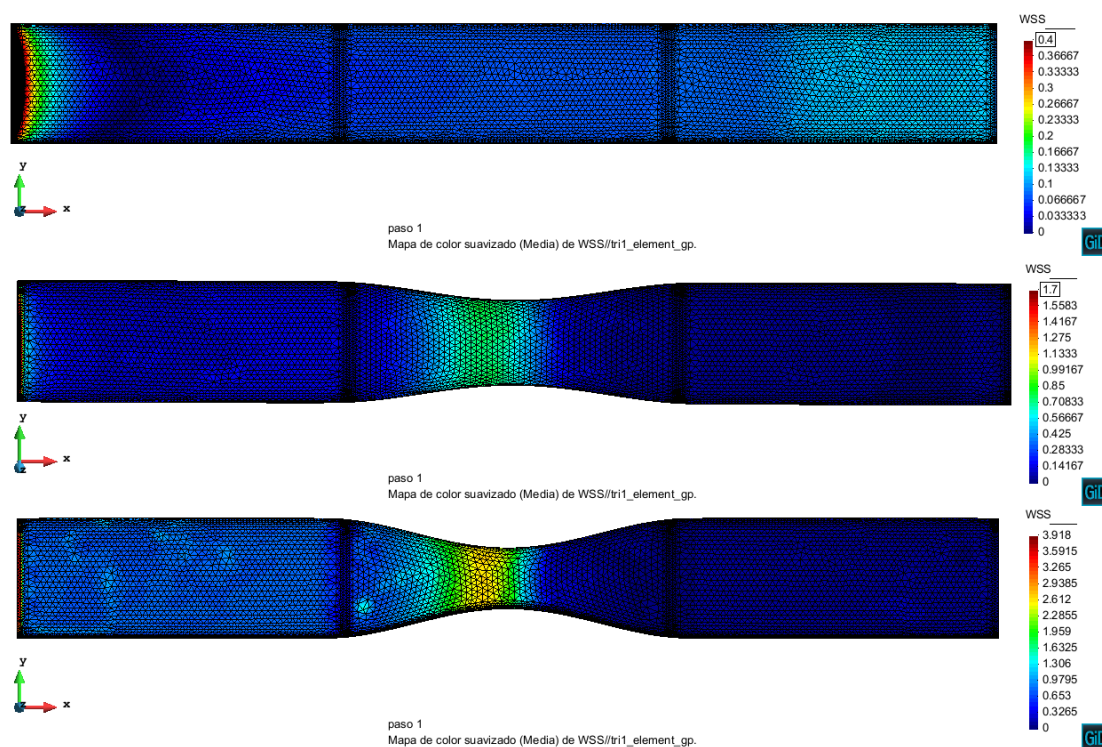 WSS
0.4
0.36667
0.33333
0.3
0.26667
0.23333
0.2
0.16667
0.13333
0.1
0.066667
0.033333
0
y
z
x
paso 1
Mapa de color suavizado (Media) de WSS//tri1_element_gp.
GiD
WSS
1.7
1.5583
1.4167
1.275
1.1333
0.99167
0.85
0.70833
0.56667
0.425
0.28333
0.14167
0
y
z
x
paso 1
Mapa de color suavizado (Media) de WSS//tri1_element_gp.
GiD
WSS
3.918
3.5915
3.265
2.9385
2.612
2.2855
1.959
1.6325
1.306
0.9795
0.653
0.3265
0
y
z
x
paso 1
Mapa de color suavizado (Media) de WSS//tri1_element_gp.
GiD